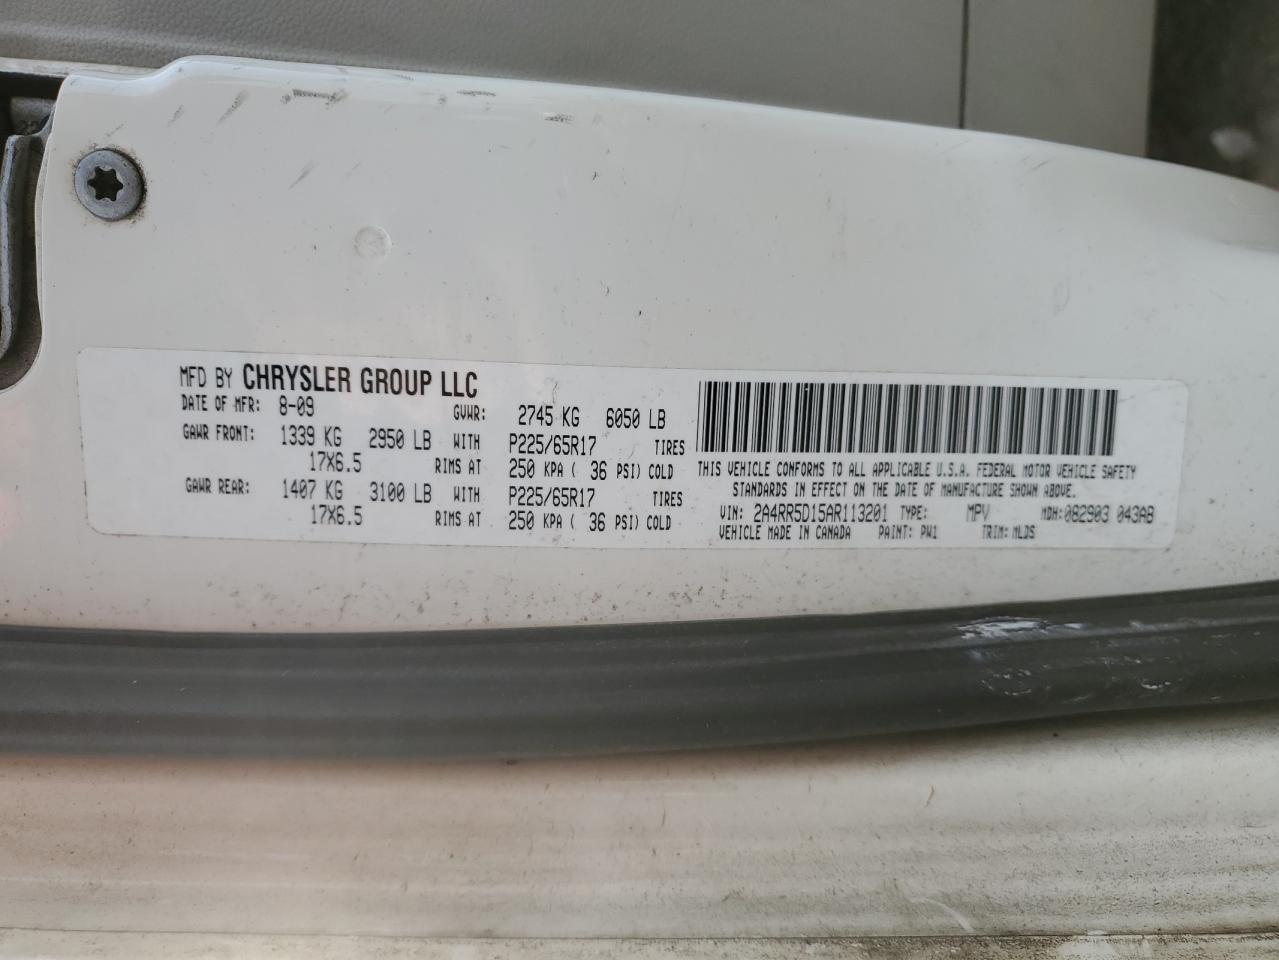 MFD BY CHRYSLER GROUP LLC
DATE OF MFR: 8-09 GVWR: 2745 KG 6050 LB
GAWR FRONT: 1339 KG 2950 LB WITH P225/65R17 TIRES
17X6.5 RIMS AT 250 KPA ( 36 PSI) COLD
GAWR REAR: 1407 KG 3100 LB WITH P225/65R17 TIRES
17X6.5 RIMS AT 250 KPA ( 36 PSI) COLD
THIS VEHICLE CONFORMS TO ALL APPLICABLE U.S.A. FEDERAL MOTOR VEHICLE SAFETY
STANDARDS IN EFFECT ON THE DATE OF MANUFACTURE SHOWN ABOVE.
VIN: 2A4RR5D15AR113201 TYPE: MPV MDH: 082903 043AB
VEHICLE MADE IN CANADA PAINT: PW1 TRIM: MLDS